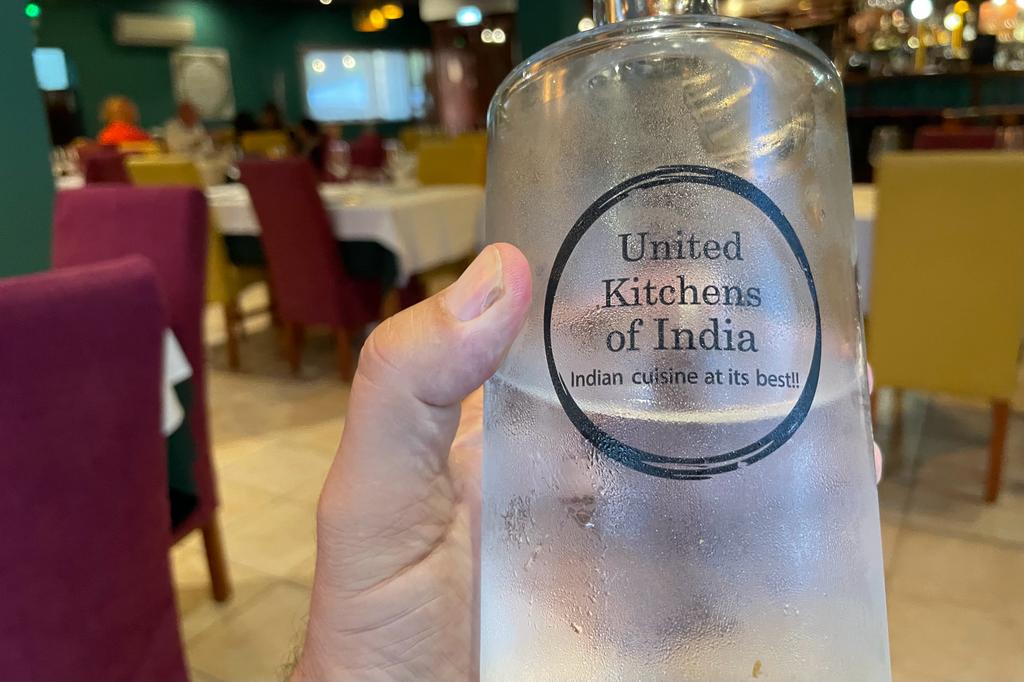 United
Kitchens
of India
Indian cuisine at its best!!